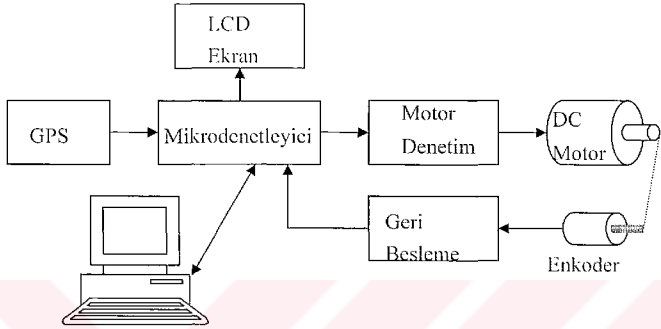 LCD
Ekran
GPS
Mikrodenetleyici
Motor
Denetim
DC
Motor
Geri
Besleme
Enkoder